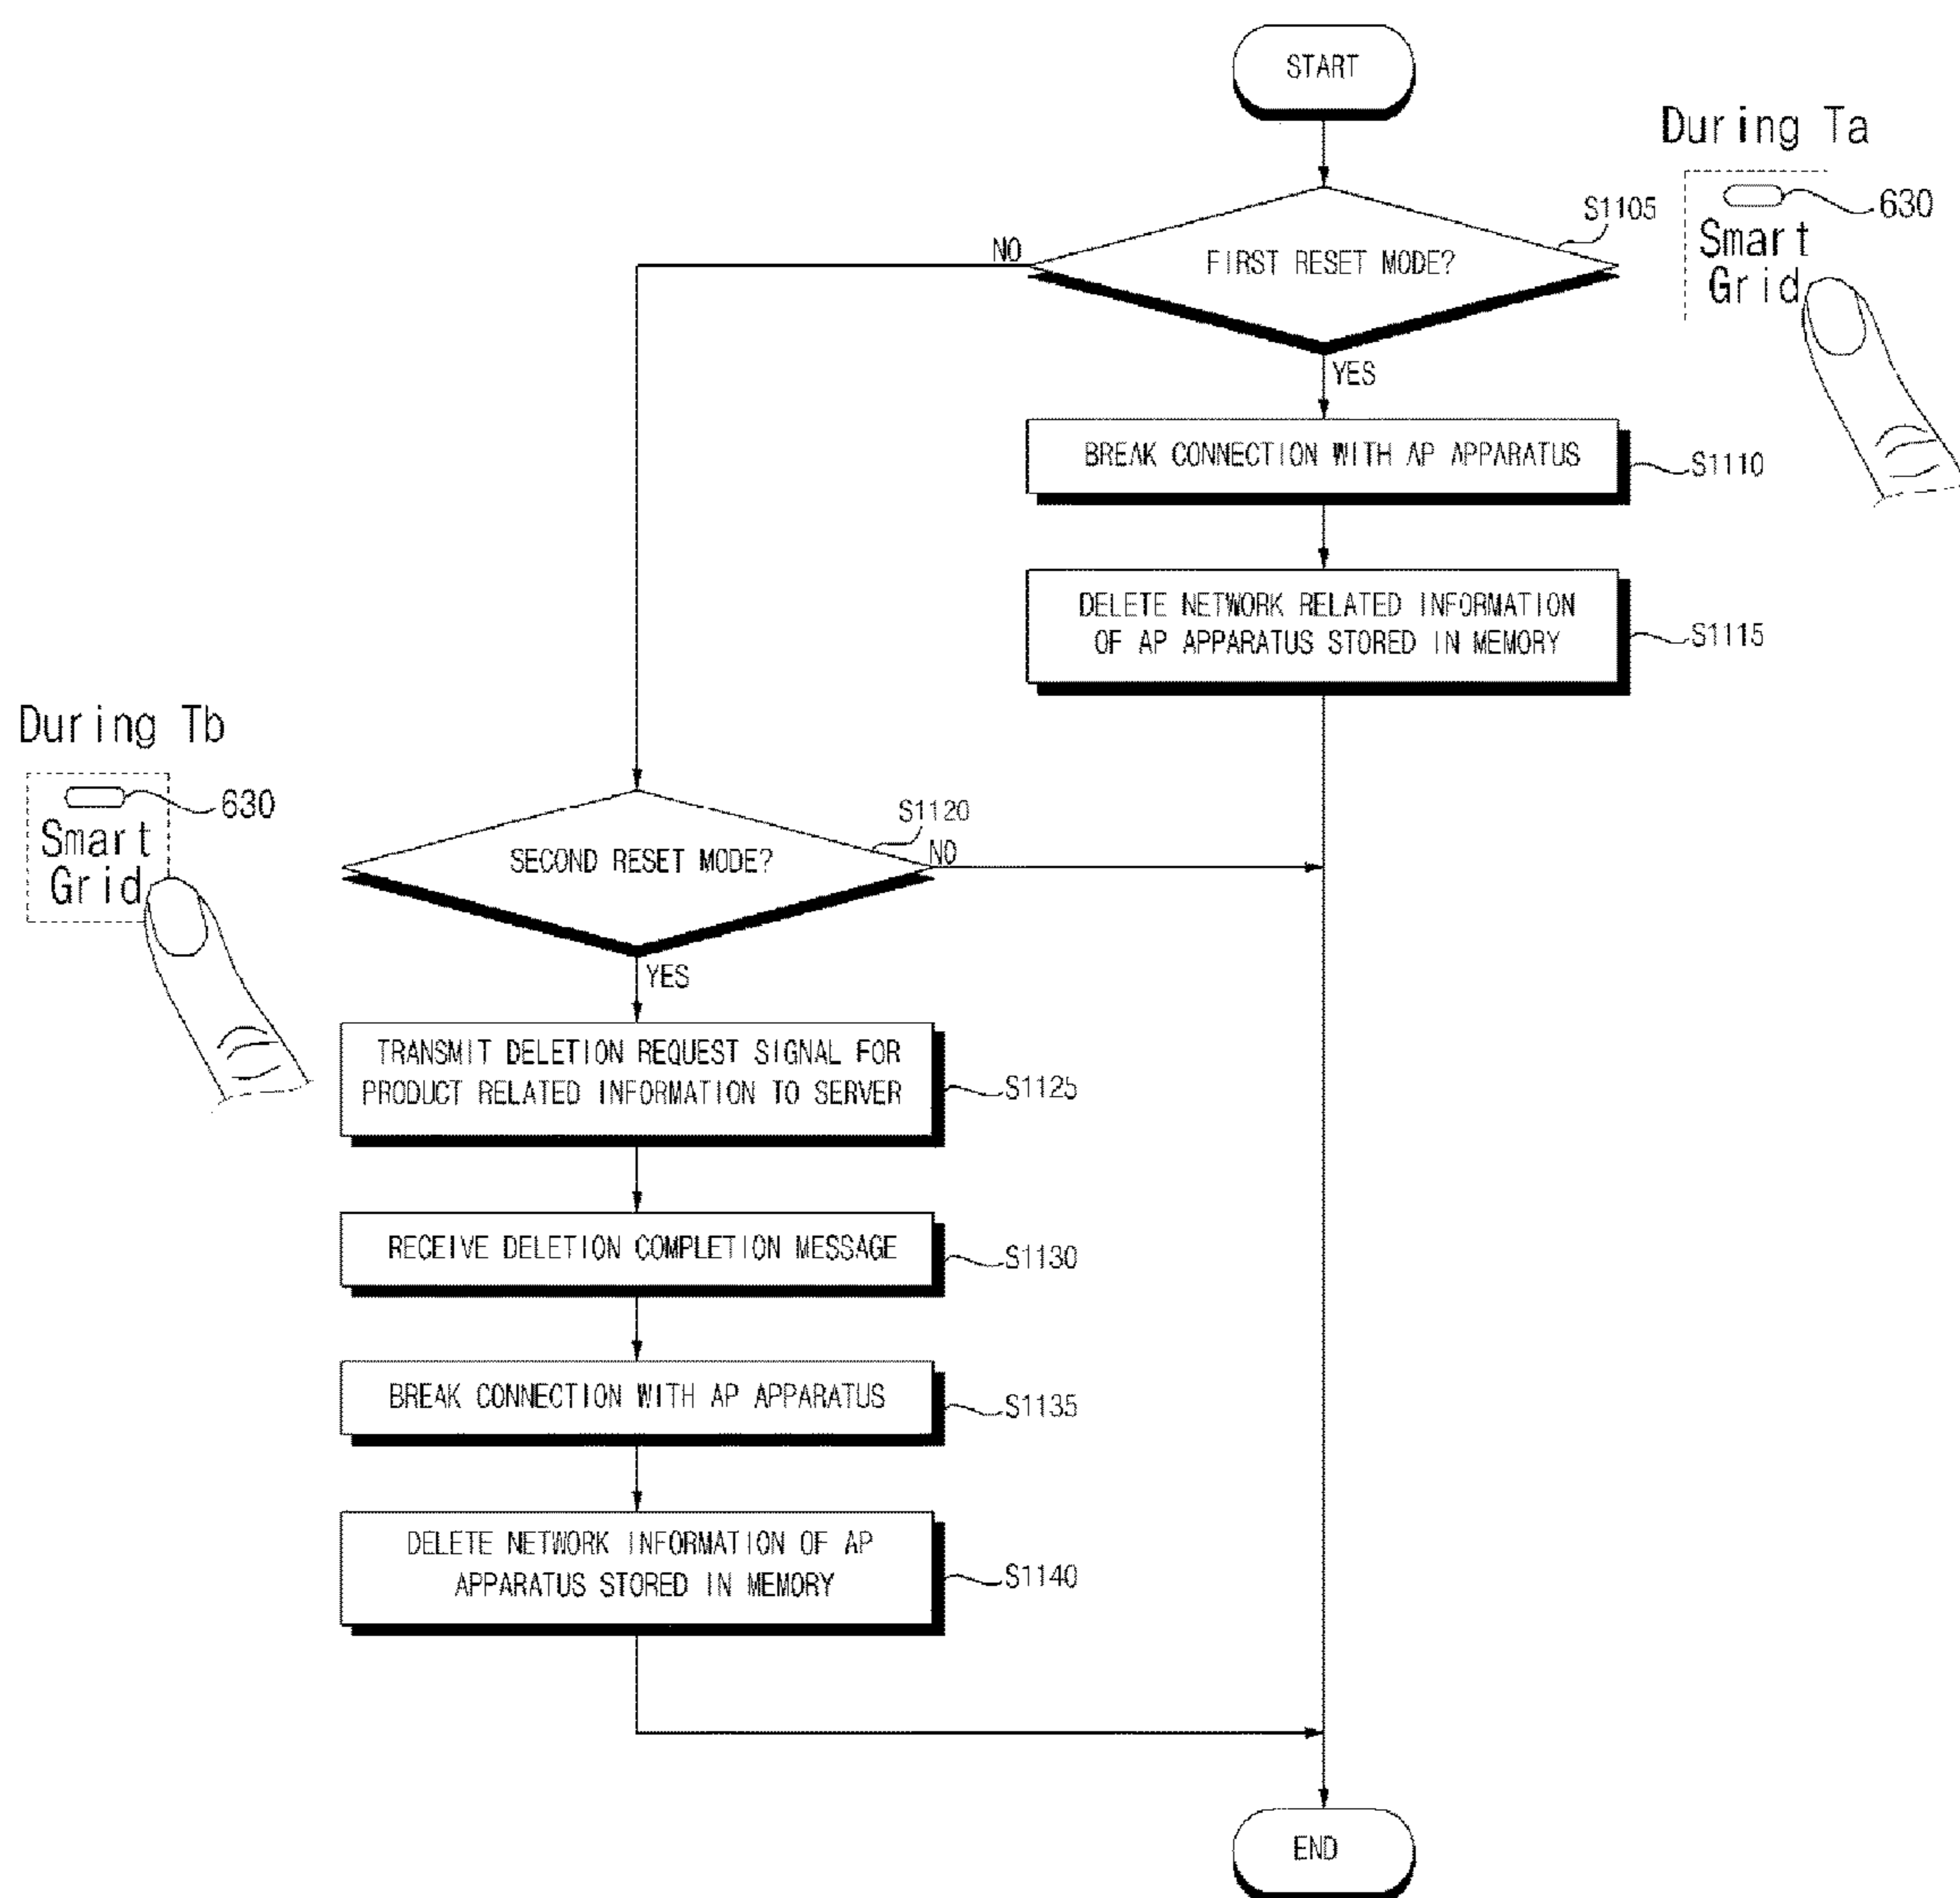 START
During Ta
630
Smart
Grid
S1105
FIRST RESET MODE?
NO
YES
BREAK CONNECTION WITH AP APPARATUS
S1110
DELETE NETWORK RELATED INFORMATION
OF AP APPARATUS STORED IN MEMORY
S1115
During Tb
630
Smart
Grid
S1120
SECOND RESET MODE?
NO
YES
TRANSMIT DELETION REQUEST SIGNAL FOR
PRODUCT RELATED INFORMATION TO SERVER
S1125
RECEIVE DELETION COMPLETION MESSAGE
S1130
BREAK CONNECTION WITH AP APPARATUS
S1135
DELETE NETWORK INFORMATION OF AP
APPARATUS STORED IN MEMORY
S1140
END